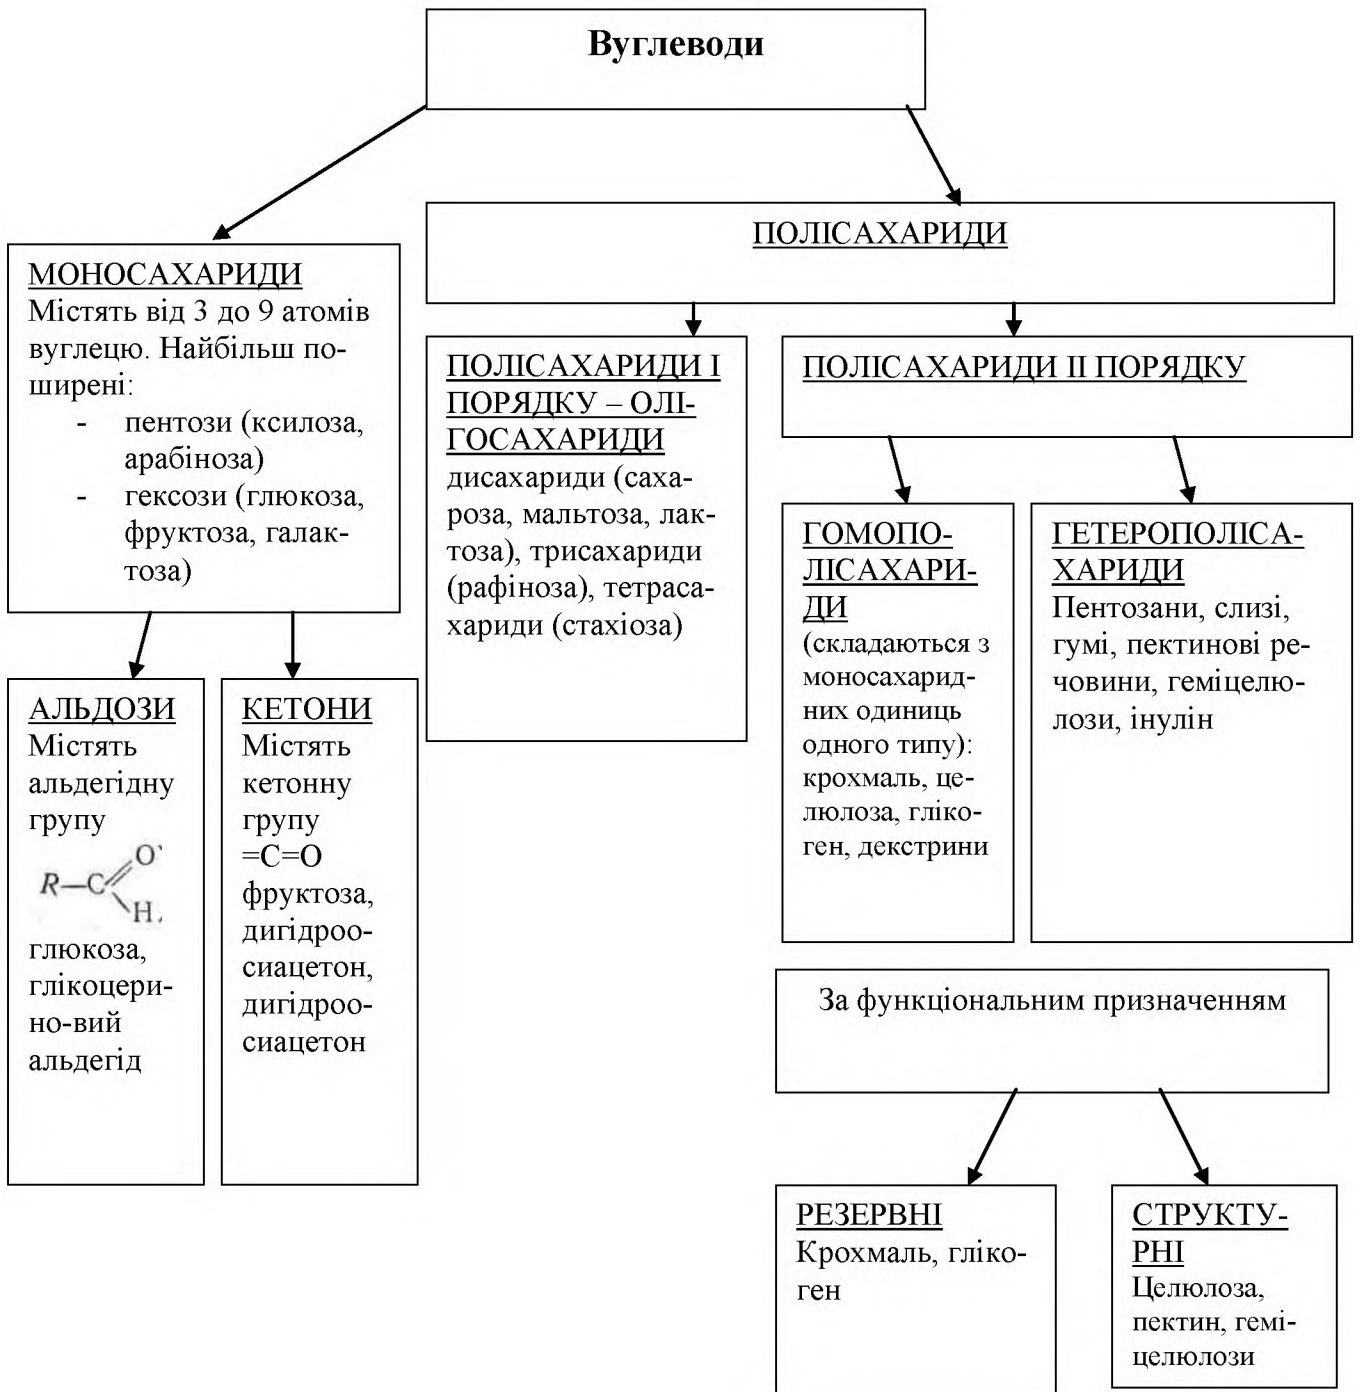 Вуглеводи
ПОЛІСАХАРИДИ
МОНОСАХАРИДИ
Містять від 3 до 9 атомів
вуглецю. Найбільш по-
ширені:
- пентози (ксилоза,
арабіноза)
- гексози (глюкоза,
фруктоза, галак-
тоза)
ПОЛІСАХАРИДИ І
ПОРЯДКУ – ОЛІ-
ГОСАХАРИДИ
дисахариди (саха-
роза, мальтоза, лак-
тоза), трисахариди
(рафіноза), тетраса-
хариди (стахіоза)
ПОЛІСАХАРИДИ ІІ ПОРЯДКУ
ГОМОПО-
ЛІСАХАРИ-
ДИ
(складаються з
моносахарид-
них одиниць
одного типу):
крохмаль, це-
люлоза, гліко-
ген, декстрини
ГЕТЕРОПОЛІСА-
ХАРИДИ
Пентозани, слизі,
гумі, пектинові ре-
човини, геміцелю-
лози, інулін
АЛЬДОЗИ
Містять
альдегідну
групу
O
R—C
H
глюкоза,
глікоцери-
но-вий
альдегід
КЕТОНИ
Містять
кетонну
групу
=C=O
фруктоза,
дигідроо-
сиацетон,
дигідроо-
сиацетон
За функціональним призначенням
РЕЗЕРВНІ
Крохмаль, гліко-
ген
СТРУКТУ-
РНІ
Целюлоза,
пектин, гемі-
целюлози